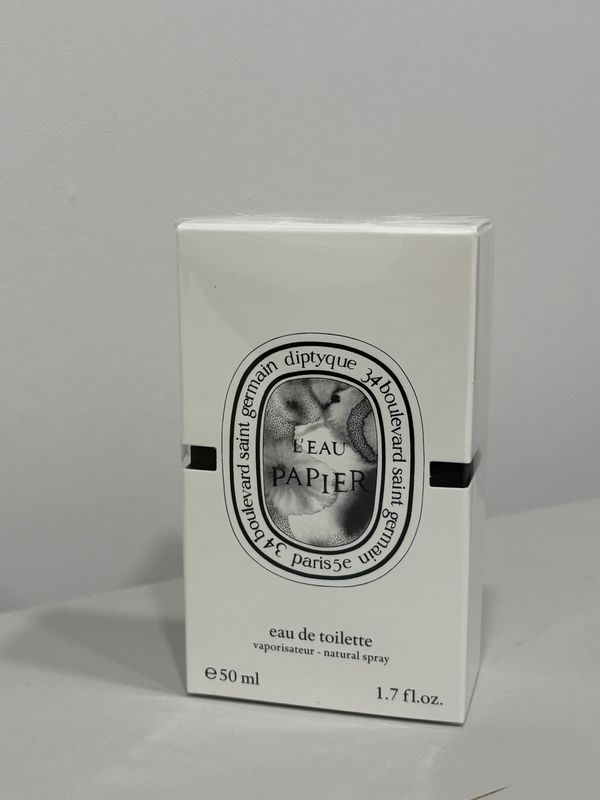 diptyque 34 boulevard saint germain paris5e 34 boulevard saint germain
L'EAU
PAPIER
eau de toilette
vaporisateur - natural spray
℮ 50 ml
1.7 fl.oz.